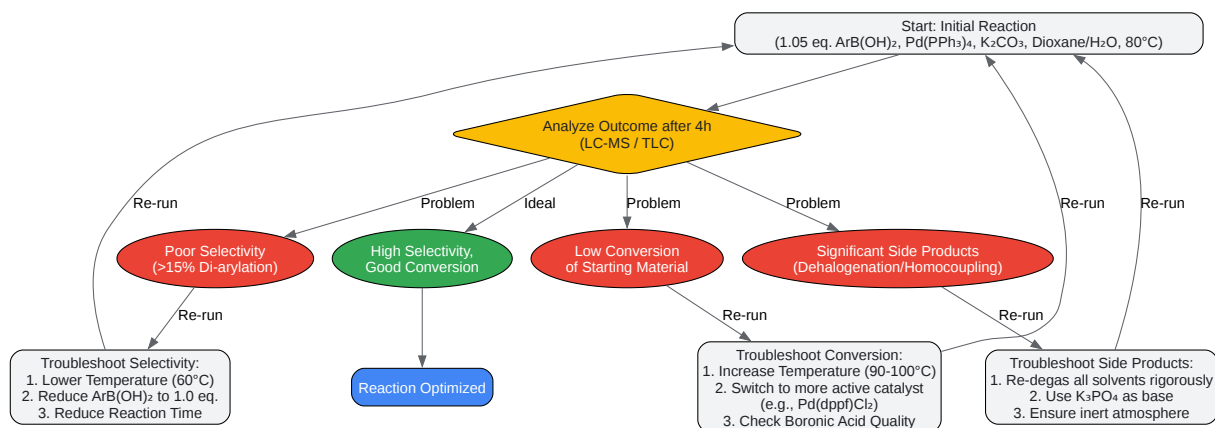 Start: Initial Reaction
(1.05 eq. ArB(OH)₂, Pd(PPh₃)₄, K₂CO₃, Dioxane/H₂O, 80°C)
Analyze Outcome after 4h
(LC-MS / TLC)
Re-run
Re-run
Re-run
Problem
Ideal
Problem
Problem
Poor Selectivity
(>15% Di-arylation)
High Selectivity,
Good Conversion
Low Conversion
of Starting Material
Significant Side Products
(Dehalogenation/Homocoupling)
Re-run
Re-run
Re-run
Troubleshoot Selectivity:
1. Lower Temperature (60°C)
2. Reduce ArB(OH)₂ to 1.0 eq.
3. Reduce Reaction Time
Reaction Optimized
Troubleshoot Conversion:
1. Increase Temperature (90-100°C)
2. Switch to more active catalyst
(e.g., Pd(dppf)Cl₂)
3. Check Boronic Acid Quality
Troubleshoot Side Products:
1. Re-degas all solvents rigorously
2. Use K₃PO₄ as base
3. Ensure inert atmosphere